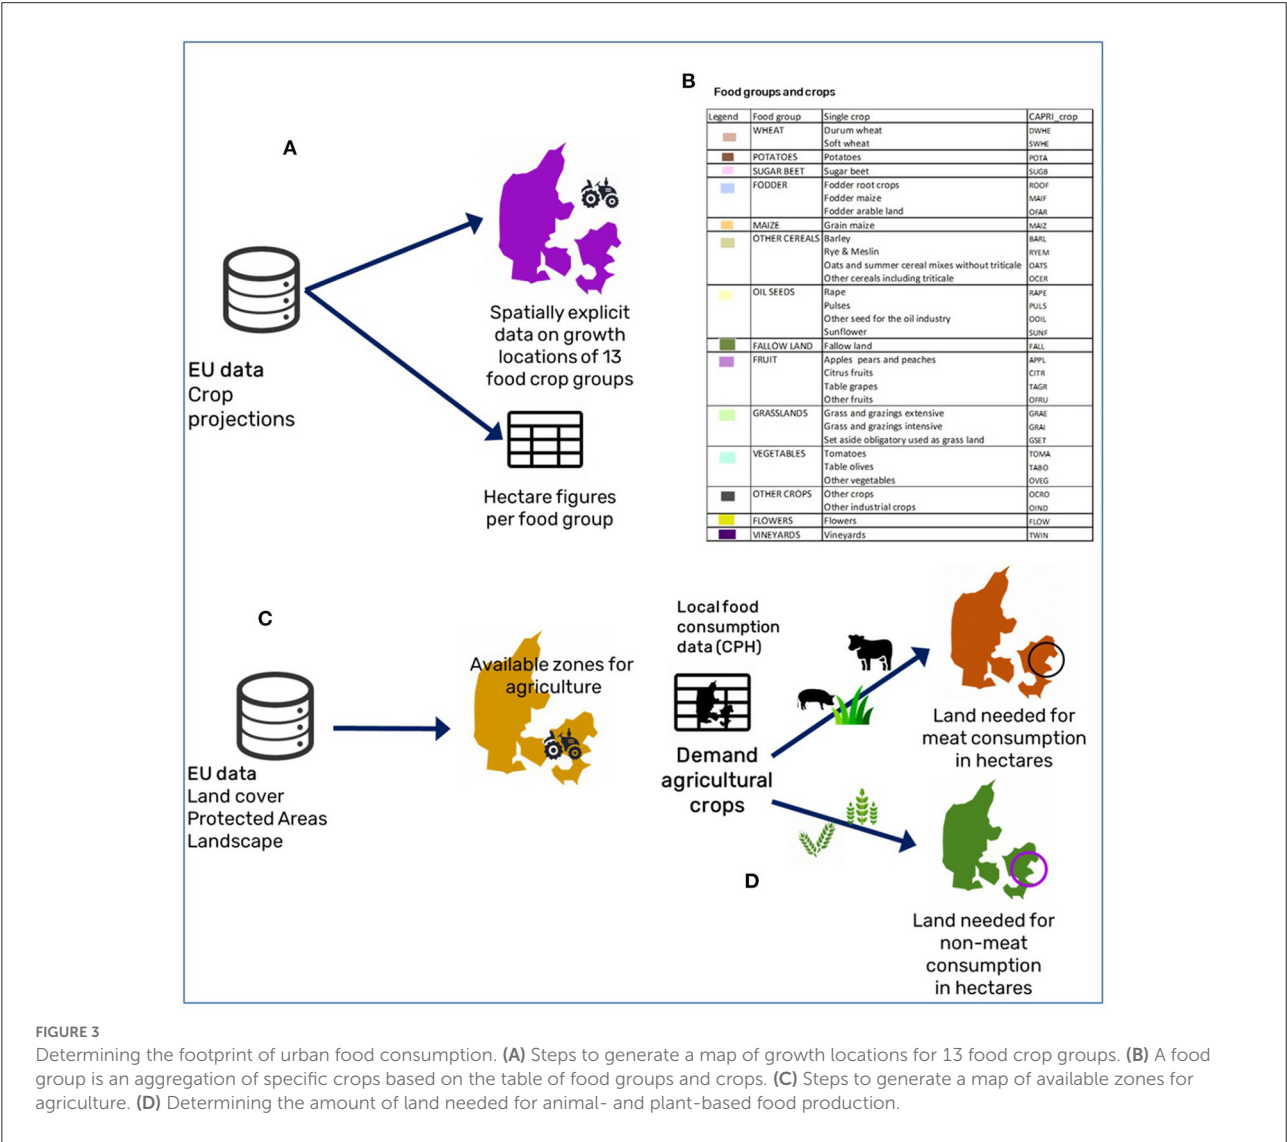 A
EU data
Crop
projections
Spatially explicit
data on growth
locations of 13
food crop groups
Hectare figures
per food group
B
Food groups and crops
Legend Food group Single crop CAPRI_crop
WHEAT Durum wheat DWHE
Soft wheat SWHE
POTATOES Potatoes POTA
SUGAR BEET Sugar beet SUGB
FODDER Fodder root crops ROOF
Fodder maize MAIF
Fodder arable land OFAR
MAIZE Grain maize MAIZ
OTHER CEREALS Barley BARL
Rye & Meslin RYEM
Oats and summer cereal mixes without triticale OATS
Other cereals including triticale OCER
OIL SEEDS Rape RAPE
Pulses PULS
Other seed for the oil industry OOIL
Sunflower SUNF
FALLOW LAND Fallow land FALL
FRUIT Apples pears and peaches APPL
Citrus fruits CITR
Table grapes TAGR
Other fruits OFRU
GRASSLANDS Grass and grazings extensive GRAE
Grass and grazings intensive GRAI
Set aside obligatory used as grass land GSET
VEGETABLES Tomatoes TOMA
Table olives TABO
Other vegetables OVEG
OTHER CROPS Other crops OCRO
Other industrial crops OIND
FLOWERS Flowers FLOW
VINEYARDS Vineyards TWIN
C
EU data
Land cover
Protected Areas
Landscape
Available zones for
agriculture
Local food
consumption
data (CPH)
Demand
agricultural
crops
Land needed for
meat consumption
in hectares
D
Land needed for
non-meat
consumption
in hectares
FIGURE 3
Determining the footprint of urban food consumption. (A) Steps to generate a map of growth locations for 13 food crop groups. (B) A food
group is an aggregation of specific crops based on the table of food groups and crops. (C) Steps to generate a map of available zones for
agriculture. (D) Determining the amount of land needed for animal- and plant-based food production.